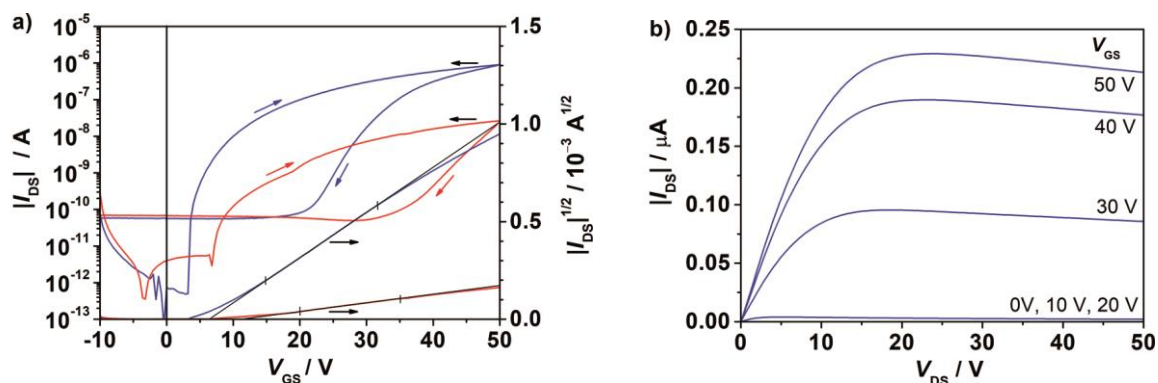 a)
|I_DS| / A
10^-5
10^-6
10^-7
10^-8
10^-9
10^-10
10^-11
10^-12
10^-13
-10 0 10 20 30 40 50
V_GS / V
1.5
1.0
0.5
0.0
|I_DS|^1/2 / 10^-3 A^1/2
b)
|I_DS| / μA
0.25
0.20
0.15
0.10
0.05
0.00
V_GS
50 V
40 V
30 V
0V, 10 V, 20 V
0 10 20 30 40 50
V_DS / V